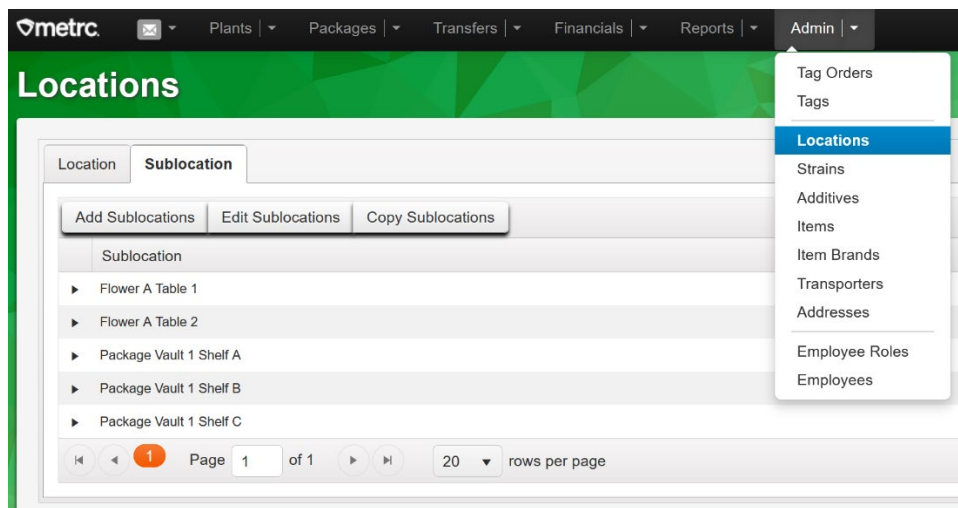 metrc. Plants Packages Transfers Financials Reports Admin
Locations
Tag Orders
Tags
Locations
Strains
Additives
Items
Item Brands
Transporters
Addresses
Employee Roles
Employees
Location Sublocation
Add Sublocations Edit Sublocations Copy Sublocations
Sublocation
Flower A Table 1
Flower A Table 2
Package Vault 1 Shelf A
Package Vault 1 Shelf B
Package Vault 1 Shelf C
1 Page 1 of 1 20 rows per page